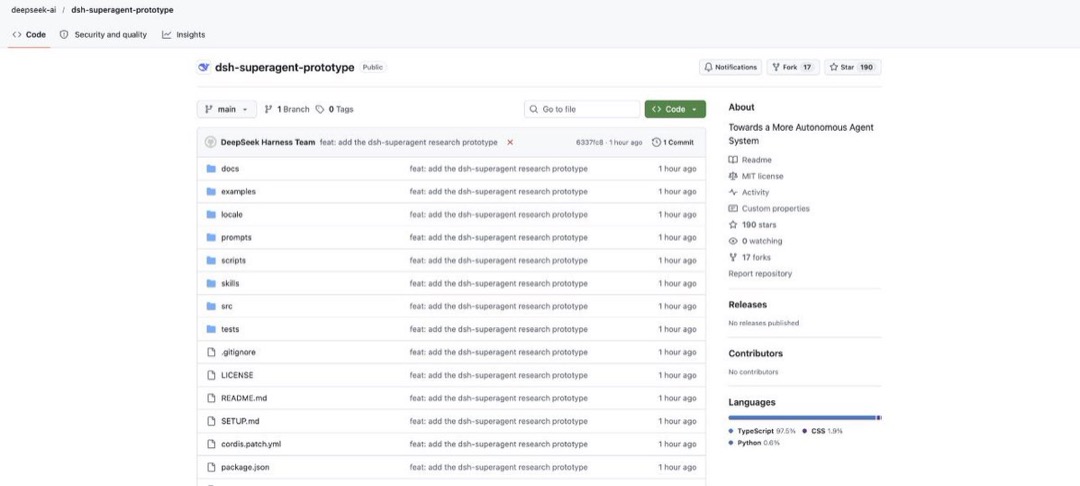 deepseek-ai / dsh-superagent-prototype
Code Security and quality Insights
dsh-superagent-prototype Public Notifications Fork 17 Star 190
main 1 Branch 0 Tags Go to file Code
DeepSeek Harness Team feat: add the dsh-superagent research prototype 6337fc8 · 1 hour ago 1 Commit
docs feat: add the dsh-superagent research prototype 1 hour ago
examples feat: add the dsh-superagent research prototype 1 hour ago
locale feat: add the dsh-superagent research prototype 1 hour ago
prompts feat: add the dsh-superagent research prototype 1 hour ago
scripts feat: add the dsh-superagent research prototype 1 hour ago
skills feat: add the dsh-superagent research prototype 1 hour ago
src feat: add the dsh-superagent research prototype 1 hour ago
tests feat: add the dsh-superagent research prototype 1 hour ago
.gitignore feat: add the dsh-superagent research prototype 1 hour ago
LICENSE feat: add the dsh-superagent research prototype 1 hour ago
README.md feat: add the dsh-superagent research prototype 1 hour ago
SETUP.md feat: add the dsh-superagent research prototype 1 hour ago
cordis.patch.yml feat: add the dsh-superagent research prototype 1 hour ago
package.json feat: add the dsh-superagent research prototype 1 hour ago
About
Towards a More Autonomous Agent
System
Readme
MIT license
Activity
Custom properties
190 stars
0 watching
17 forks
Report repository
Releases
No releases published
Contributors
No contributors
Languages
TypeScript 97.5% CSS 1.9%
Python 0.6%